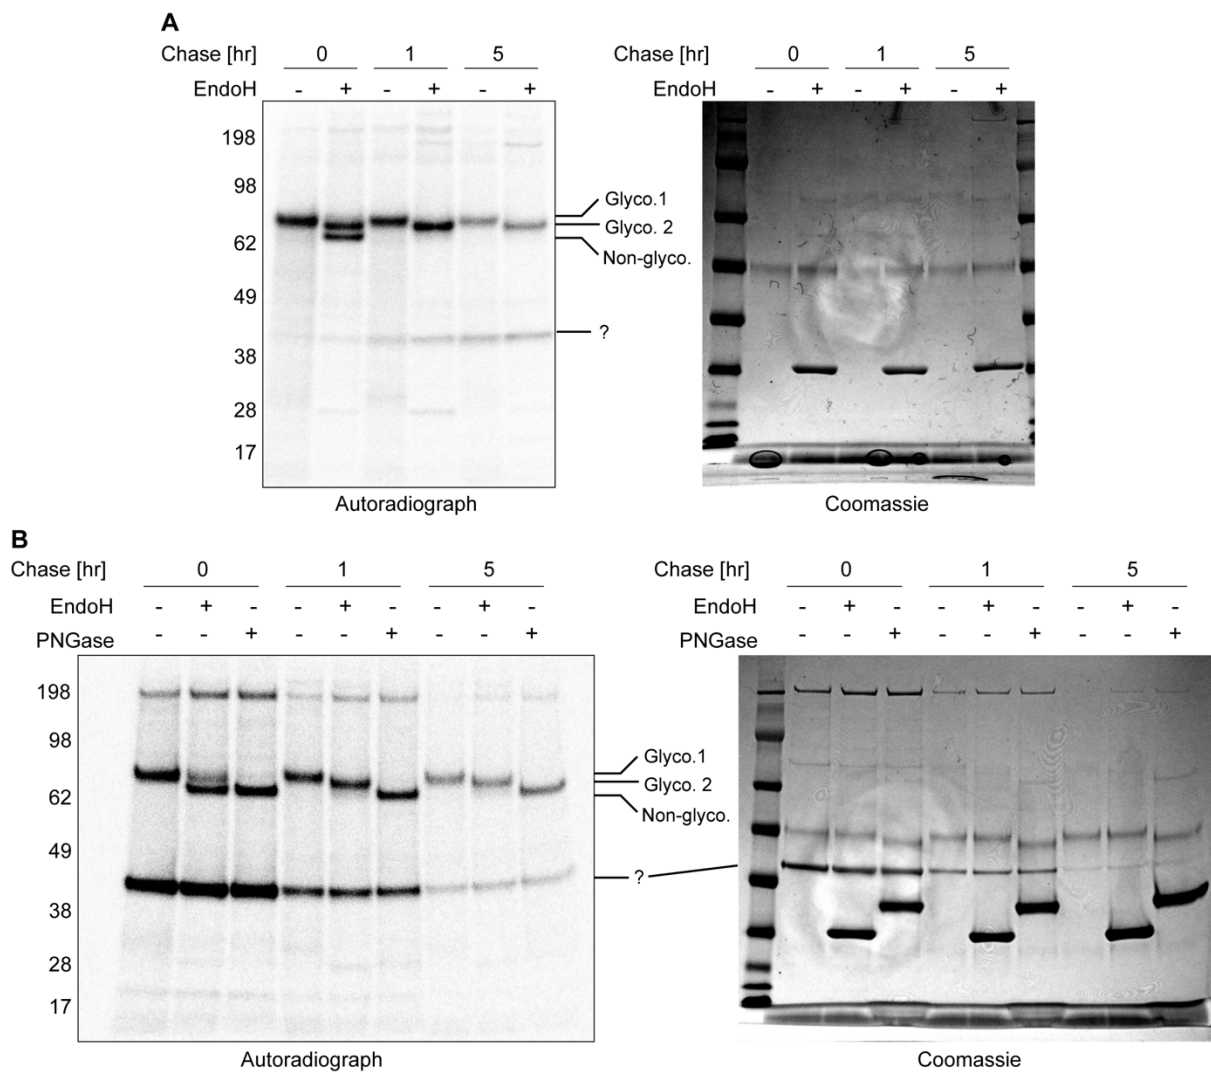 A
Chase [hr] 0 1 5
EndoH - + - + - +
198
98
62
49
38
28
17
Glyco.1
Glyco. 2
Non-glyco.
?
Autoradiograph
Chase [hr] 0 1 5
EndoH - + - + - +
Coomassie
B
Chase [hr] 0 1 5
EndoH - + - - + - - + -
PNGase - - + - - + - - +
198
98
62
49
38
28
17
Glyco.1
Glyco. 2
Non-glyco.
?
Autoradiograph
Chase [hr] 0 1 5
EndoH - + - - + - - + -
PNGase - - + - - + - - +
Coomassie